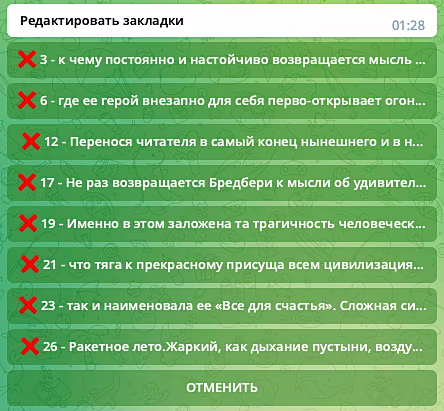 Редактировать закладки
01:28
❌ 3 - к чему постоянно и настойчиво возвращается мысль ...
❌ 6 - где ее герой внезапно для себя перво-открывает огон...
❌ 12 - Перенося читателя в самый конец нынешнего и в н...
❌ 17 - Не раз возвращается Бредбери к мысли об удивител...
❌ 19 - Именно в этом заложена та трагичность человеческ...
❌ 21 - что тяга к прекрасному присуща всем цивилизация...
❌ 23 - так и наименовала ее «Все для счастья». Сложная си...
❌ 26 - Ракетное лето.Жаркий, как дыхание пустыни, возду...
ОТМЕНИТЬ